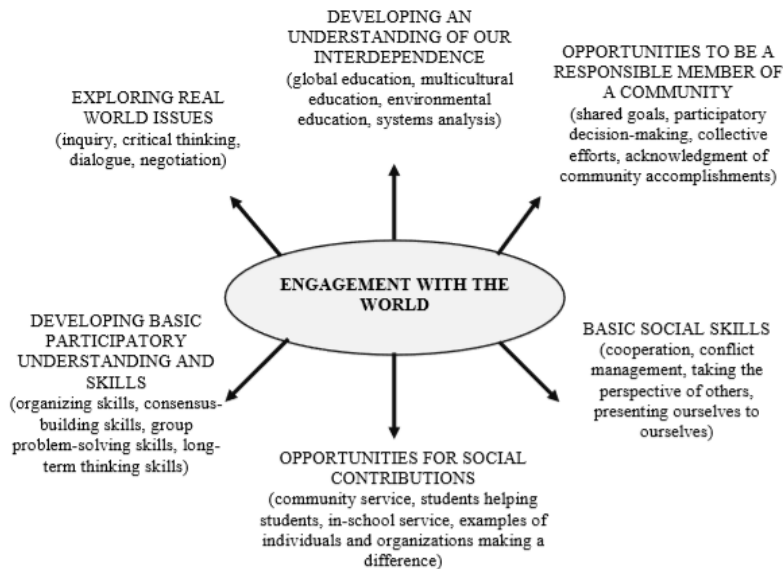 DEVELOPING AN
UNDERSTANDING OF OUR
INTERDEPENDENCE
(global education, multicultural
education, environmental
education, systems analysis)
OPPORTUNITIES TO BE A
RESPONSIBLE MEMBER OF
A COMMUNITY
(shared goals, participatory
decision-making, collective
efforts, acknowledgment of
community accomplishments)
EXPLORING REAL
WORLD ISSUES
(inquiry, critical thinking,
dialogue, negotiation)
ENGAGEMENT WITH THE
WORLD
DEVELOPING BASIC
PARTICIPATORY
UNDERSTANDING AND
SKILLS
(organizing skills, consensus-
building skills, group
problem-solving skills, long-
term thinking skills)
BASIC SOCIAL SKILLS
(cooperation, conflict
management, taking the
perspective of others,
presenting ourselves to
ourselves)
OPPORTUNITIES FOR SOCIAL
CONTRIBUTIONS
(community service, students helping
students, in-school service, examples of
individuals and organizations making a
difference)